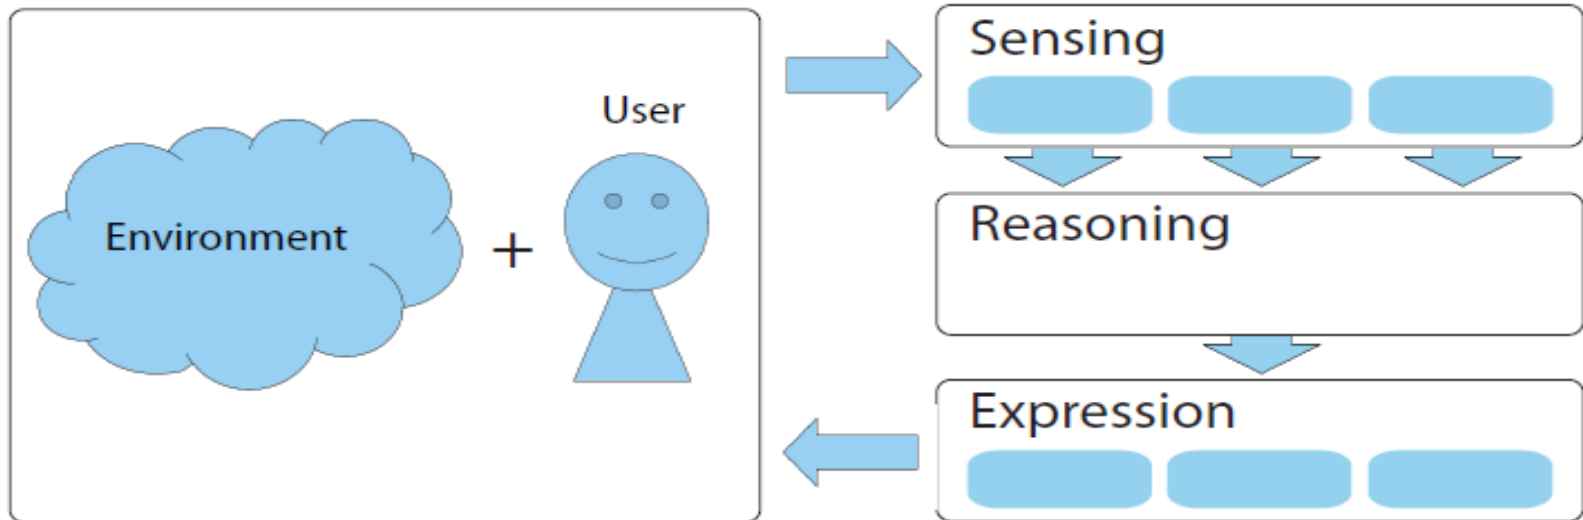 User
Environment
+
Sensing
Reasoning
Expression